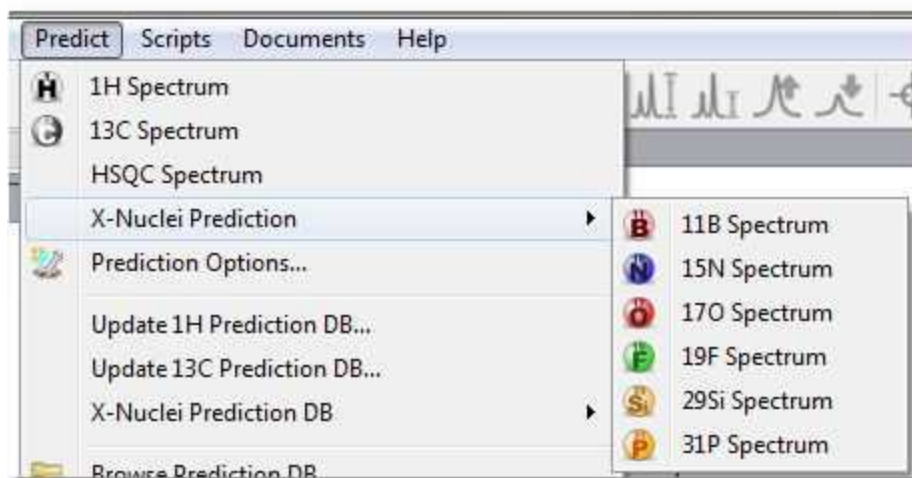 Predict Scripts Documents Help
1H Spectrum
13C Spectrum
HSQC Spectrum
X-Nuclei Prediction
Prediction Options...
Update 1H Prediction DB...
Update 13C Prediction DB...
X-Nuclei Prediction DB
Browse Prediction DB
11B Spectrum
15N Spectrum
17O Spectrum
19F Spectrum
29Si Spectrum
31P Spectrum